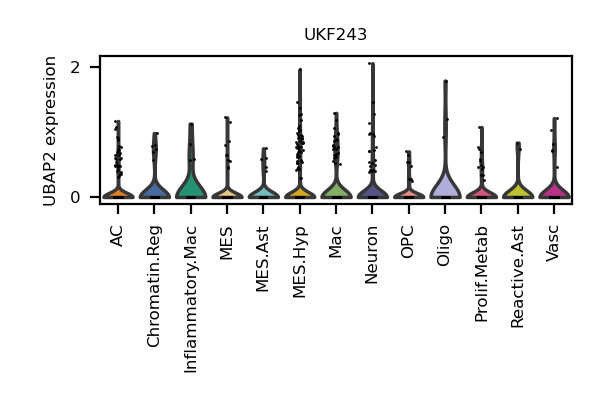 UKF243
UBAP2 expression
2
0
AC
Chromatin.Reg
Inflammatory.Mac
MES
MES.Ast
MES.Hyp
Mac
Neuron
OPC
Oligo
Prolif.Metab
Reactive.Ast
Vasc